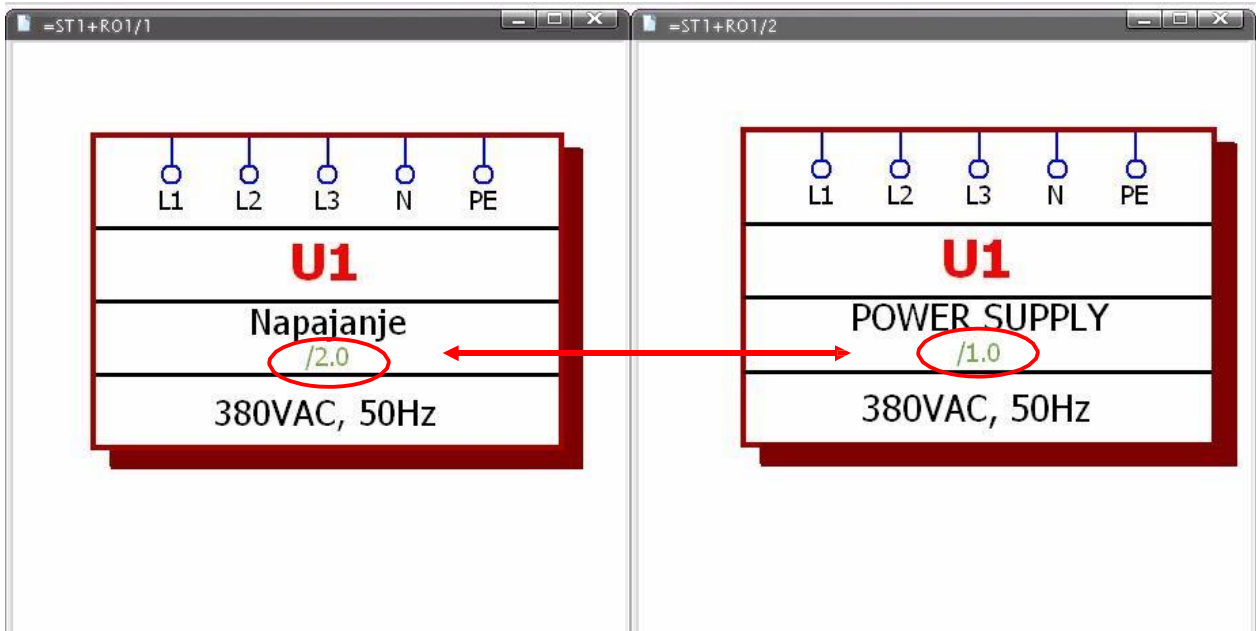 =ST1+RO1/1
L1 L2 L3 N PE
U1
Napajanje
/2.0
380VAC, 50Hz
=ST1+RO1/2
L1 L2 L3 N PE
U1
POWER SUPPLY
/1.0
380VAC, 50Hz